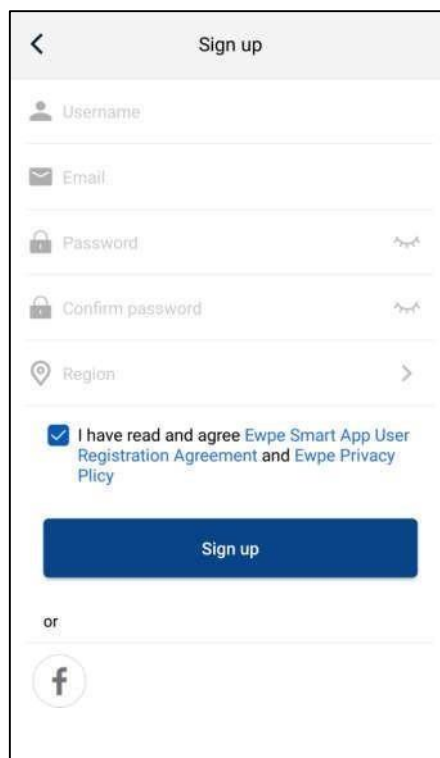 Sign up
Username
Email
Password
Confirm password
Region
I have read and agree Ewpe Smart App User
Registration Agreement and Ewpe Privacy
Plicy
Sign up
or
f